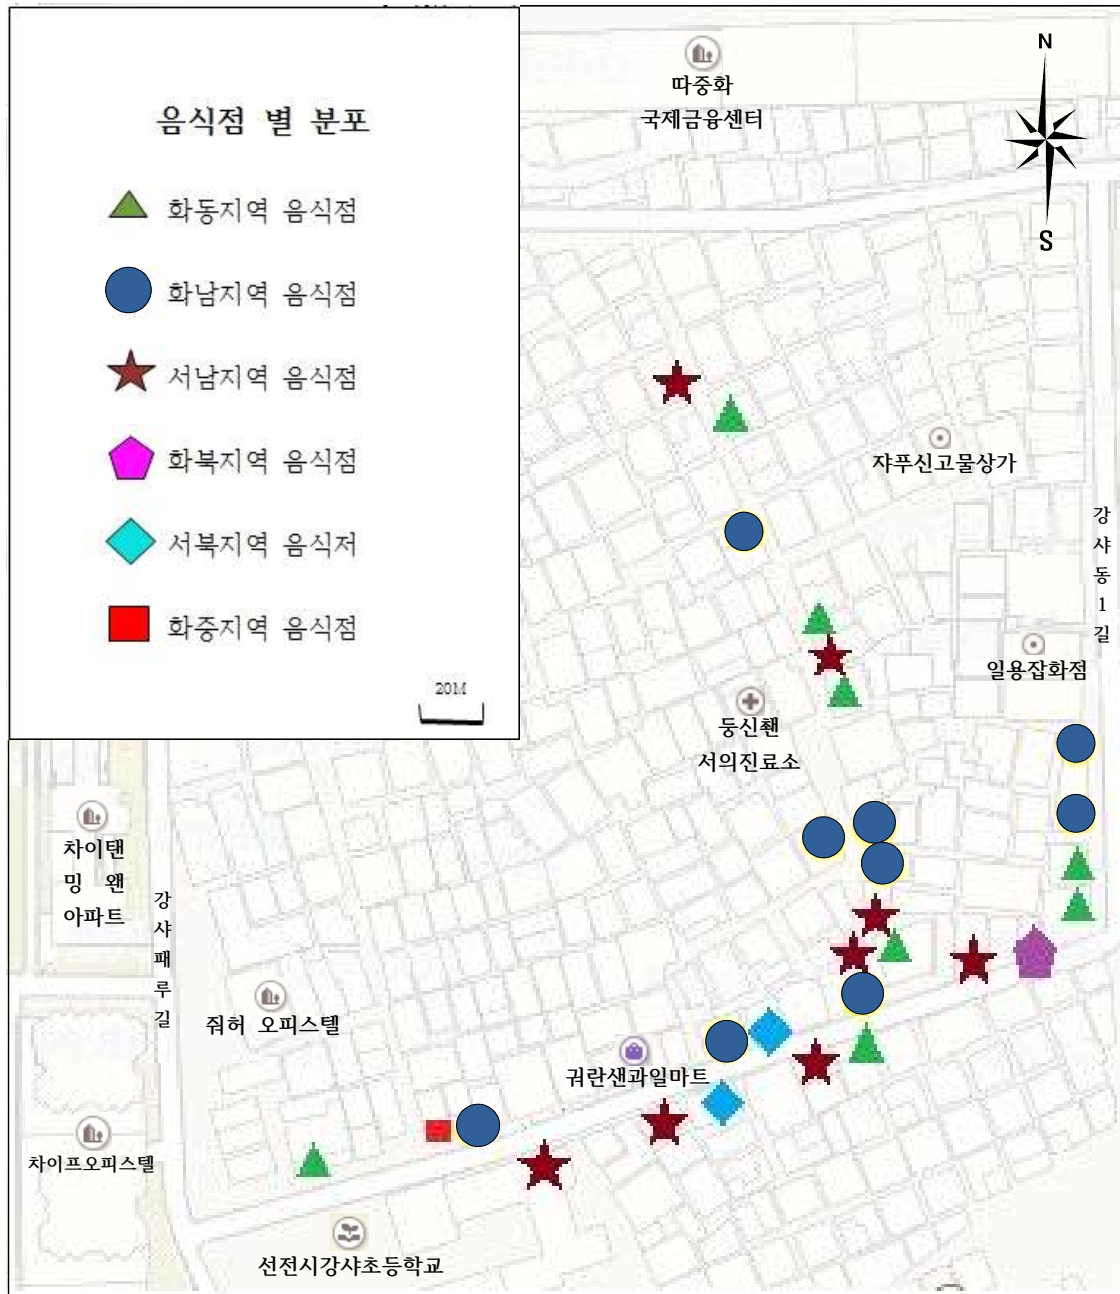 음식점 별 분포
화동지역 음식점
화남지역 음식점
서남지역 음식점
화북지역 음식점
서북지역 음식저
화중지역 음식점
20M
따중화
국제금융센터
N
S
쟈푸신고물상가
강
샤
동
1
길
일용잡화점
둥신쵄
서의진료소
차이탠
밍 왠
아파트
강
샤
패
루
길
줘허 오피스텔
궈란샌과일마트
차이프오피스텔
선전시강샤초등학교